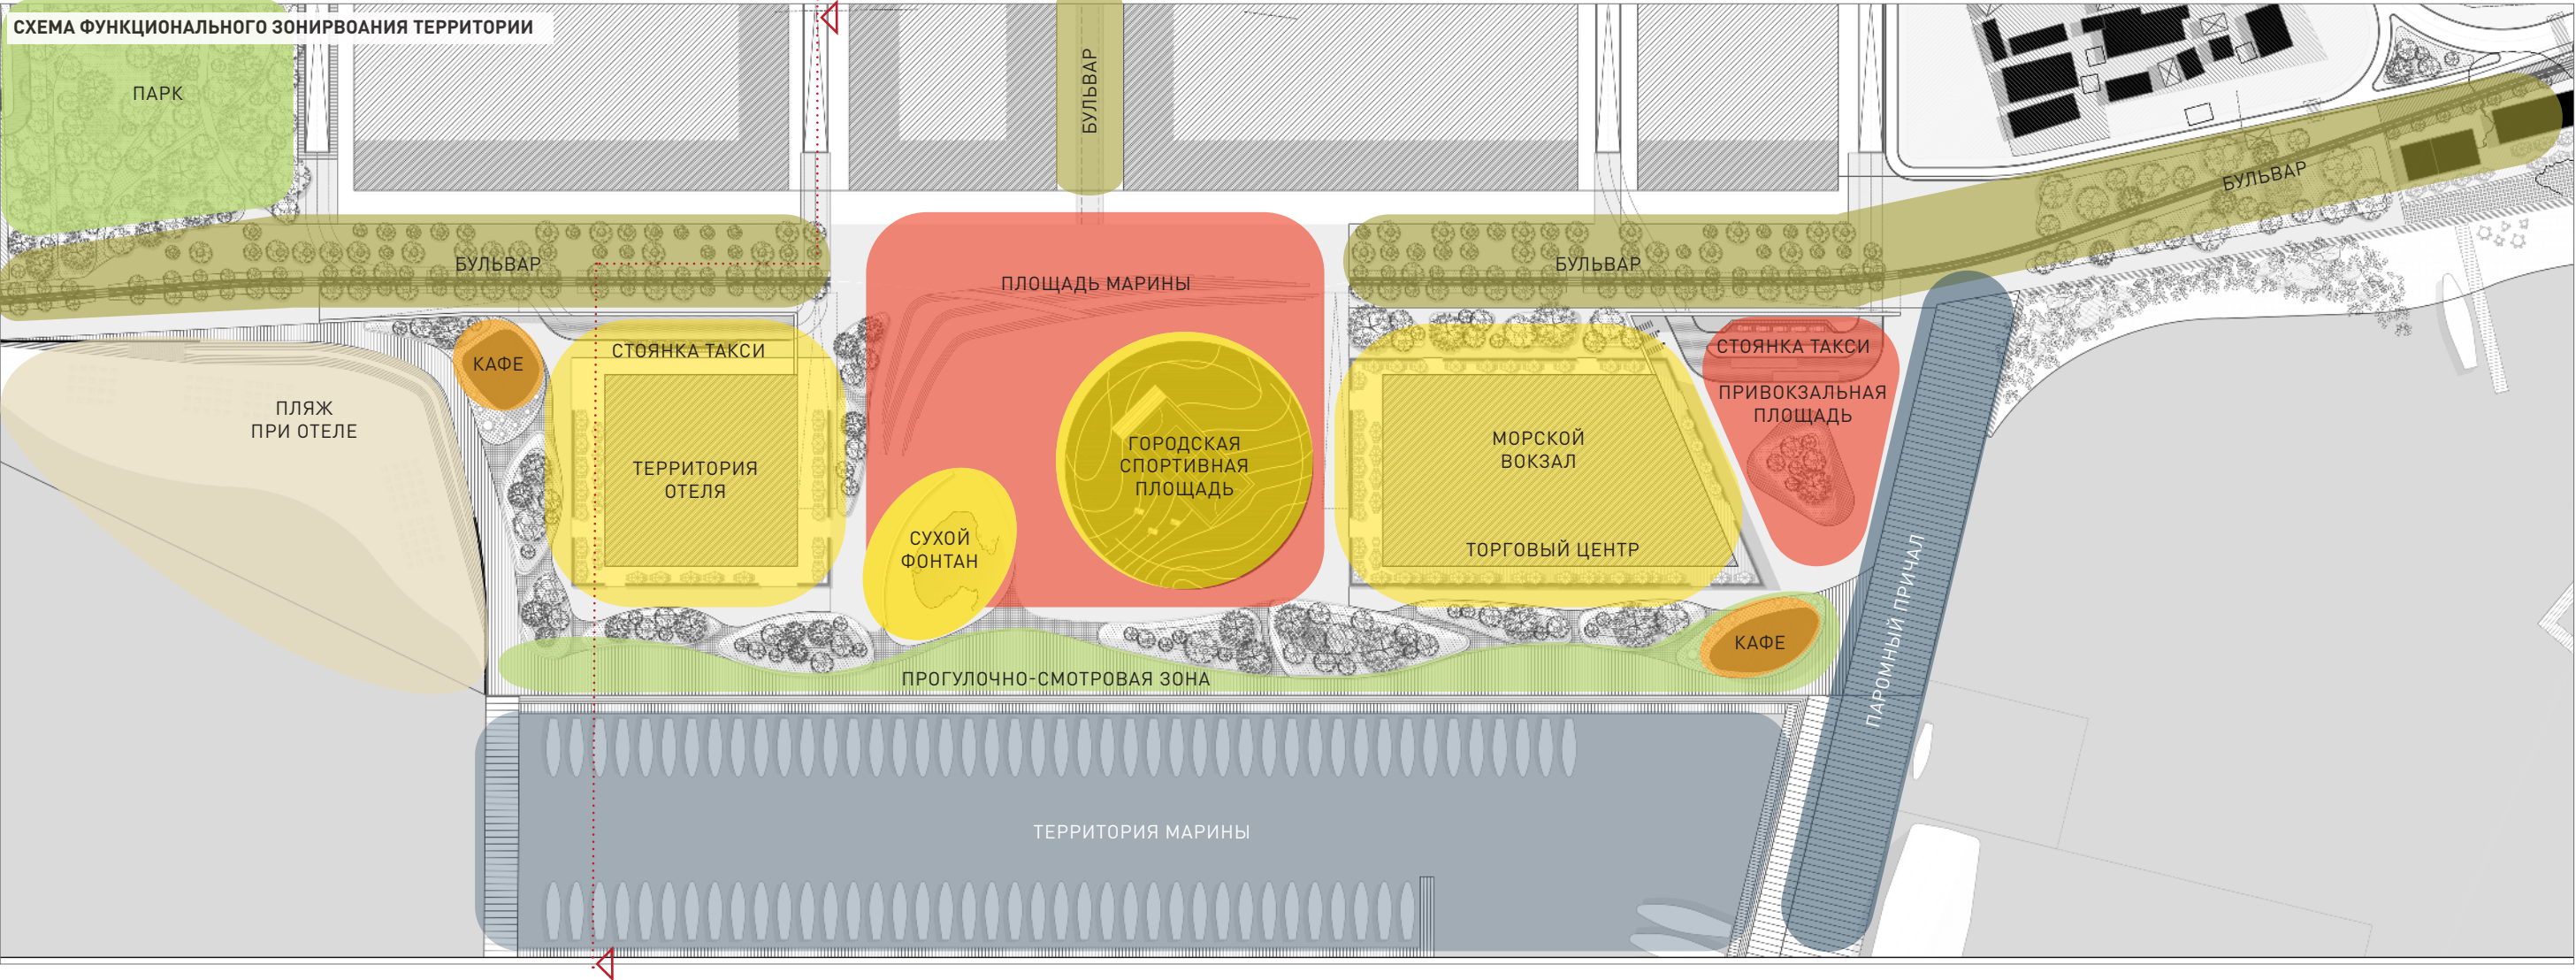 СХЕМА ФУНКЦИОНАЛЬНОГО ЗОНИРВОАНИЯ ТЕРРИТОРИИ
ПАРК
БУЛЬВАР
БУЛЬВАР
БУЛЬВАР
ПЛОЩАДЬ МАРИНЫ
БУЛЬВАР
КАФЕ
СТОЯНКА ТАКСИ
СТОЯНКА ТАКСИ
ПРИВОКЗАЛЬНАЯ
ПЛОЩАДЬ
ПЛЯЖ
ПРИ ОТЕЛЕ
ТЕРРИТОРИЯ
ОТЕЛЯ
ГОРОДСКАЯ
СПОРТИВНАЯ
ПЛОЩАДЬ
МОРСКОЙ
ВОКЗАЛ
СУХОЙ
ФОНТАН
ТОРГОВЫЙ ЦЕНТР
ПАРОМНЫЙ ПРИЧАЛ
КАФЕ
ПРОГУЛОЧНО-СМОТРОВАЯ ЗОНА
ТЕРРИТОРИЯ МАРИНЫ